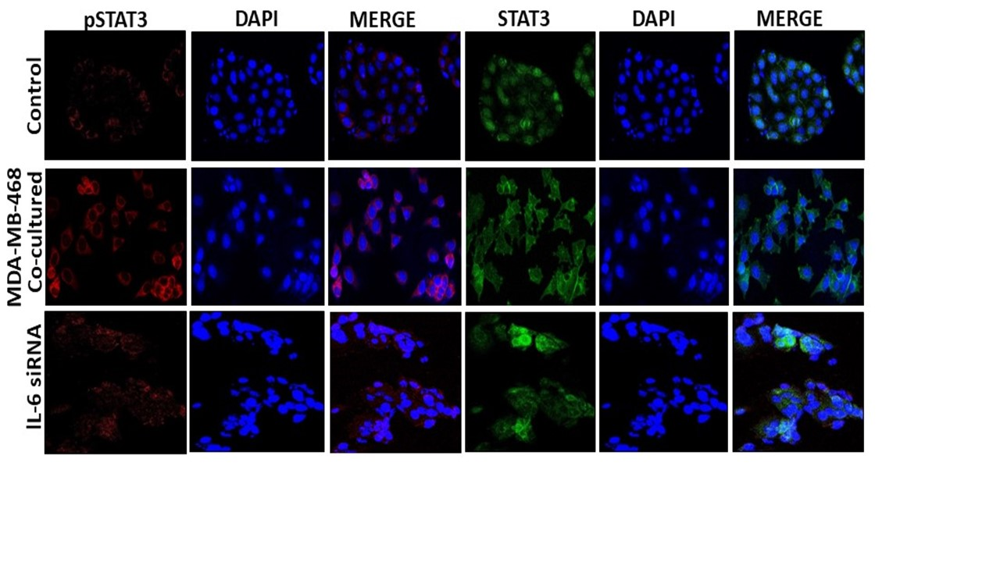 pSTAT3 DAPI MERGE STAT3 DAPI MERGE
Control
MDA-MB-468
Co-cultured
IL-6 siRNA